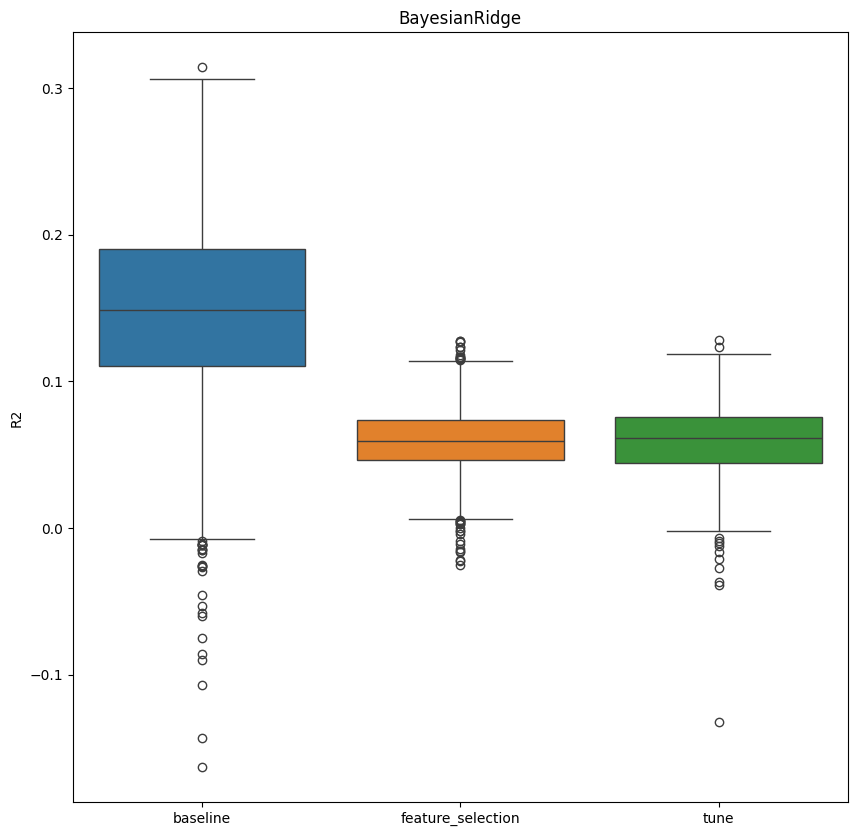 BayesianRidge
R2
0.3
0.2
0.1
0.0
−0.1
baseline
feature_selection
tune